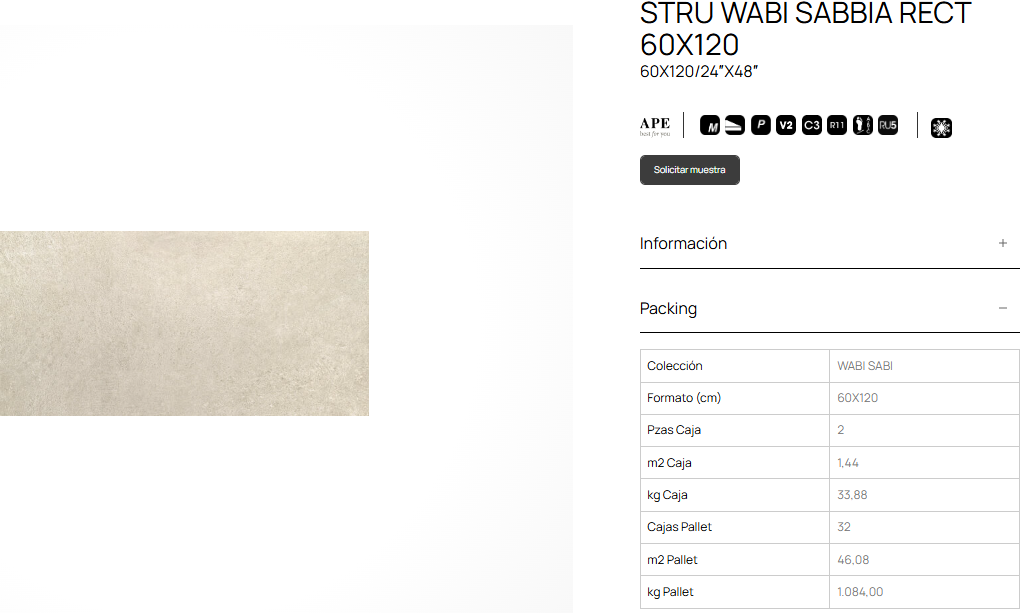 STRU WABI SABBIA RECT
60X120
60X120/24″X48″
APE
best for you
M
P
V2
C3
R11
RU5
Solicitar muestra
Información +
Packing −
Colección WABI SABI
Formato (cm) 60X120
Pzas Caja 2
m2 Caja 1,44
kg Caja 33,88
Cajas Pallet 32
m2 Pallet 46,08
kg Pallet 1.084,00